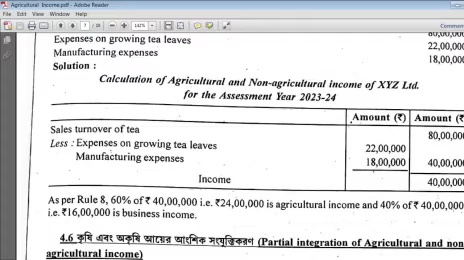 Agricultural Income.pdf - Adobe Reader
File Edit View Window Help
7 / 18 142% Comment
Expenses on growing tea leaves
Manufacturing expenses 22,00,000
Solution : 18,00,000
Calculation of Agricultural and Non-agricultural income of XYZ Ltd.
for the Assessment Year 2023-24
Amount (₹) Amount (₹)
Sales turnover of tea 80,00,000
Less : Expenses on growing tea leaves 22,00,000
Manufacturing expenses 18,00,000 40,00,000
Income 40,00,000
As per Rule 8, 60% of ₹ 40,00,000 i.e. ₹24,00,000 is agricultural income and 40% of ₹ 40,00,000
i.e. ₹16,00,000 is business income.
4.6 কৃষি এবং অকৃষি আয়ের আংশিক সংযুক্তিকরণ (Partial integration of Agricultural and non
agricultural income)